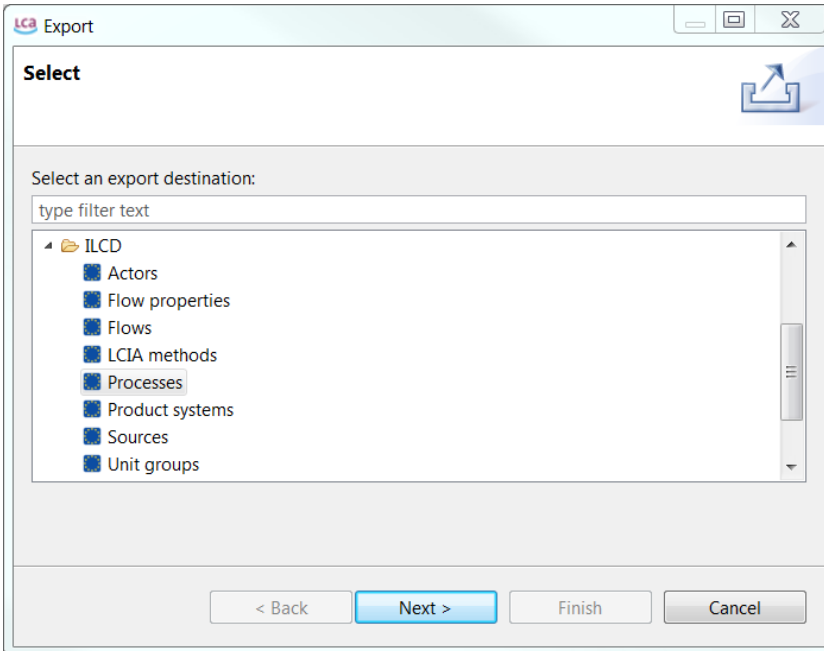 LCa Export
Select
Select an export destination:
type filter text
ILCD
Actors
Flow properties
Flows
LCIA methods
Processes
Product systems
Sources
Unit groups
< Back Next > Finish Cancel